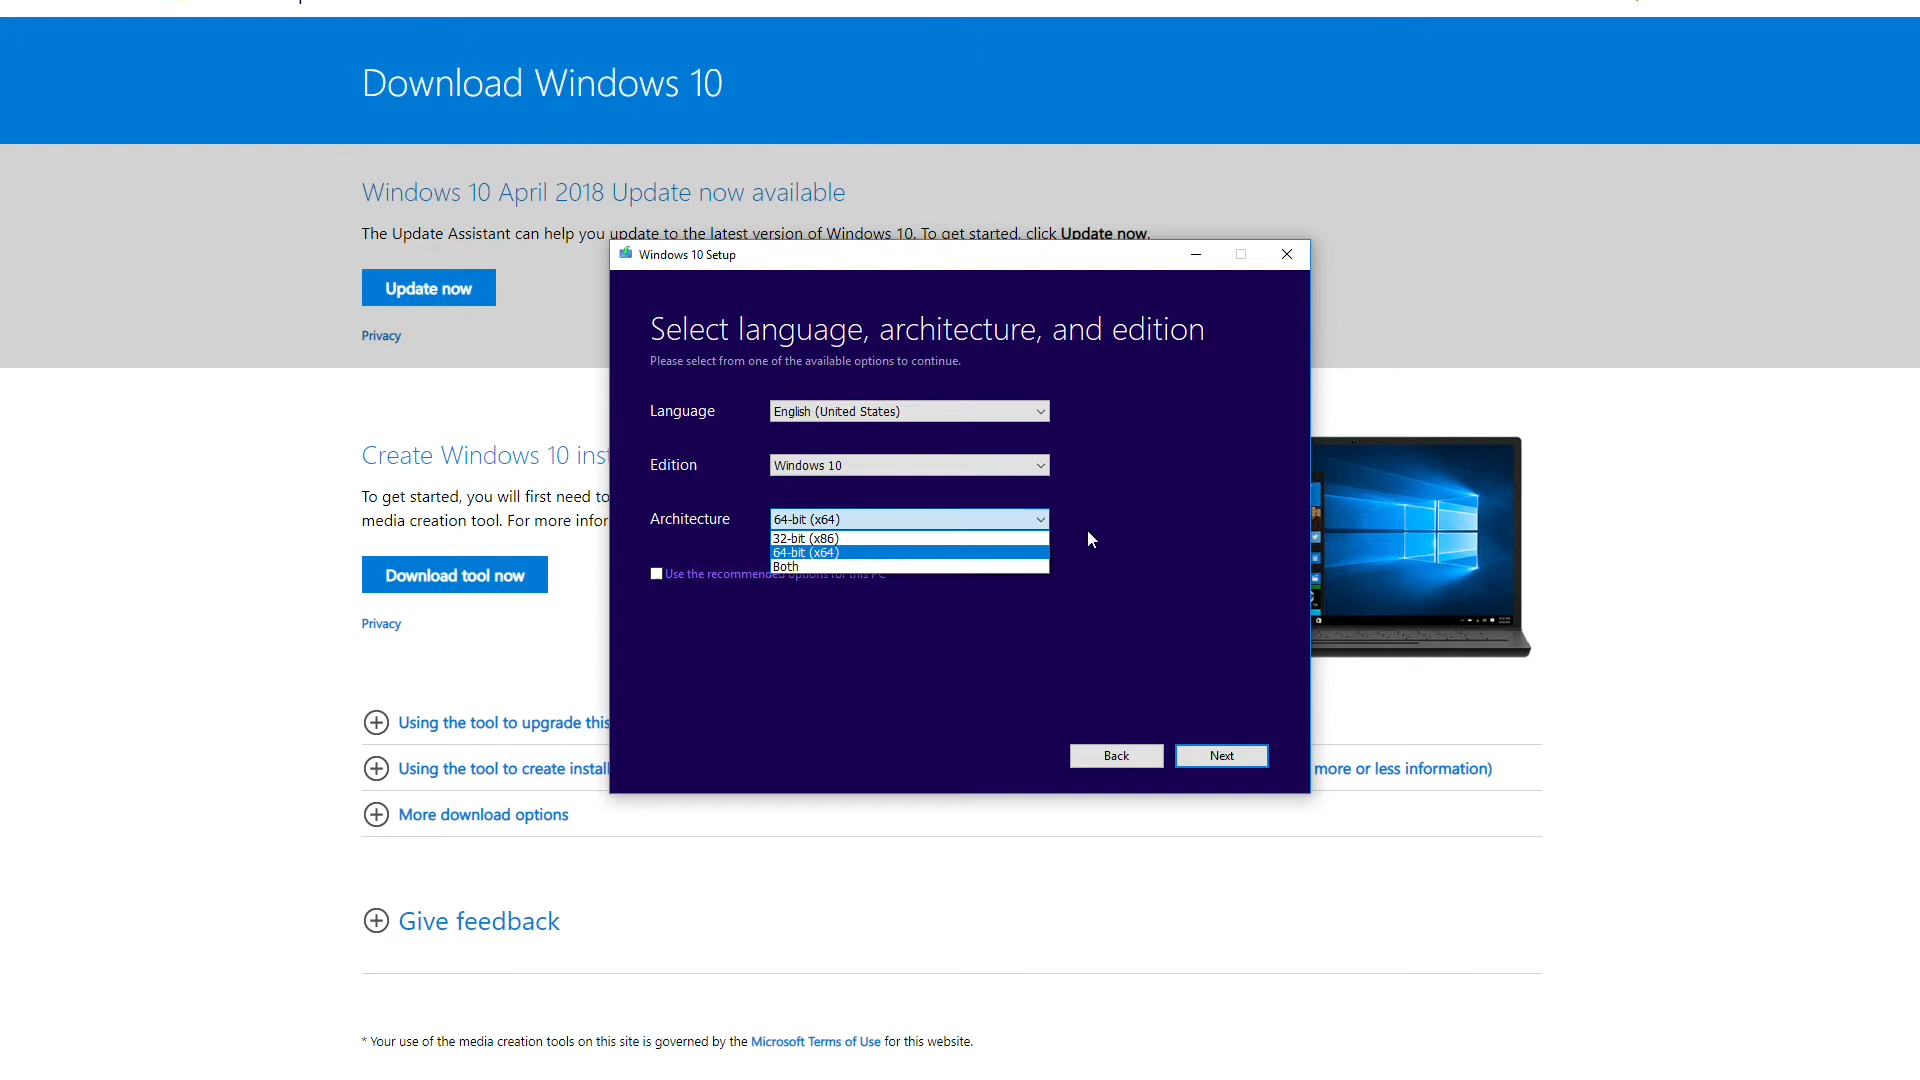 Download Windows 10
Windows 10 April 2018 Update now available
The Update Assistant can help you update to the latest version of Windows 10. To get started, click Update now.
Update now
Privacy
Windows 10 Setup
Select language, architecture, and edition
Please select from one of the available options to continue.
Language
English (United States)
Edition
Windows 10
Architecture
64-bit (x64)
32-bit (x86)
64-bit (x64)
Both
Use the recommended options for this PC
Back
Next
Create Windows 10 inst
To get started, you will first need to
media creation tool. For more infor
Download tool now
Privacy
Using the tool to upgrade this
Using the tool to create install
more or less information)
More download options
Give feedback
* Your use of the media creation tools on this site is governed by the Microsoft Terms of Use for this website.